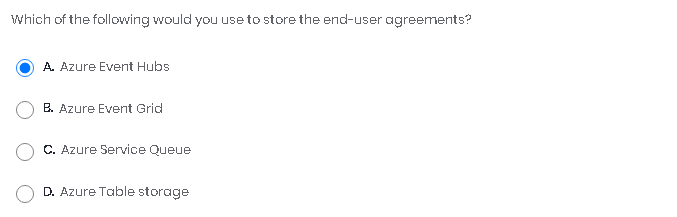 Which of the following would you use to store the end-user agreements?
A. Azure Event Hubs
B. Azure Event Grid
C. Azure Service Queue
D. Azure Table storage